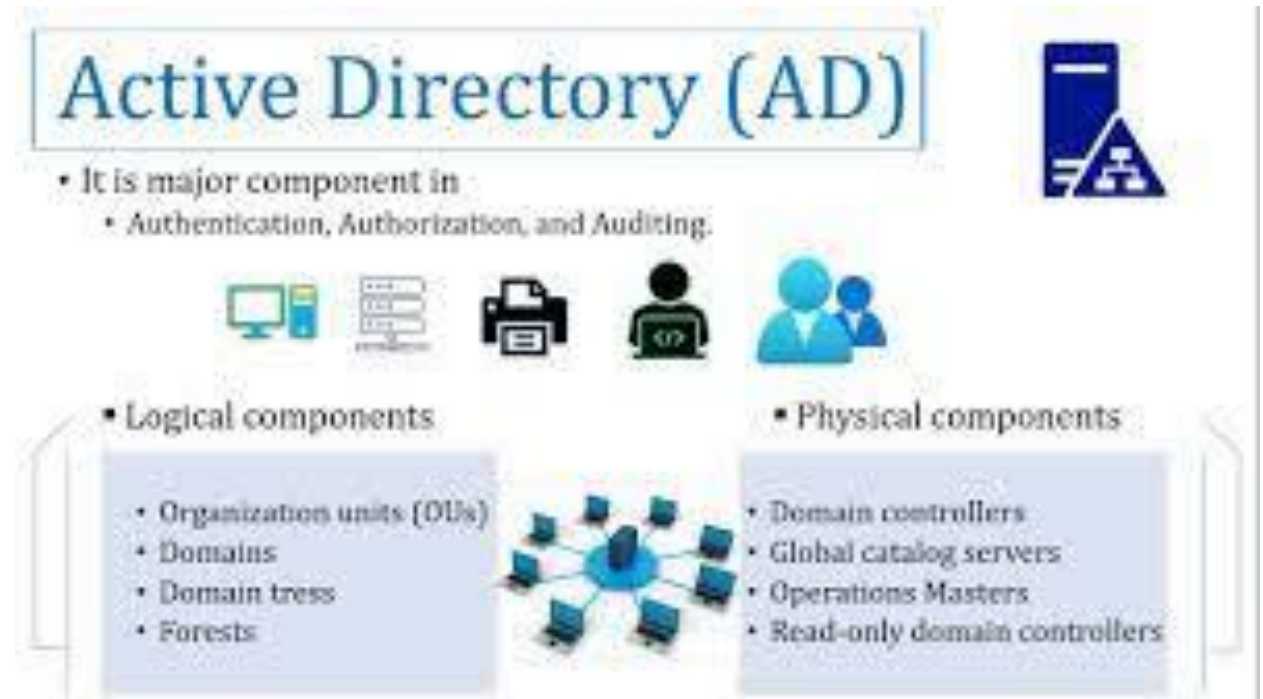 Active Directory (AD)
• It is major component in
• Authentication, Authorization, and Auditing.
</>
▪ Logical components
• Organization units (OUs)
• Domains
• Domain tress
• Forests
▪ Physical components
• Domain controllers
• Global catalog servers
• Operations Masters
• Read-only domain controllers